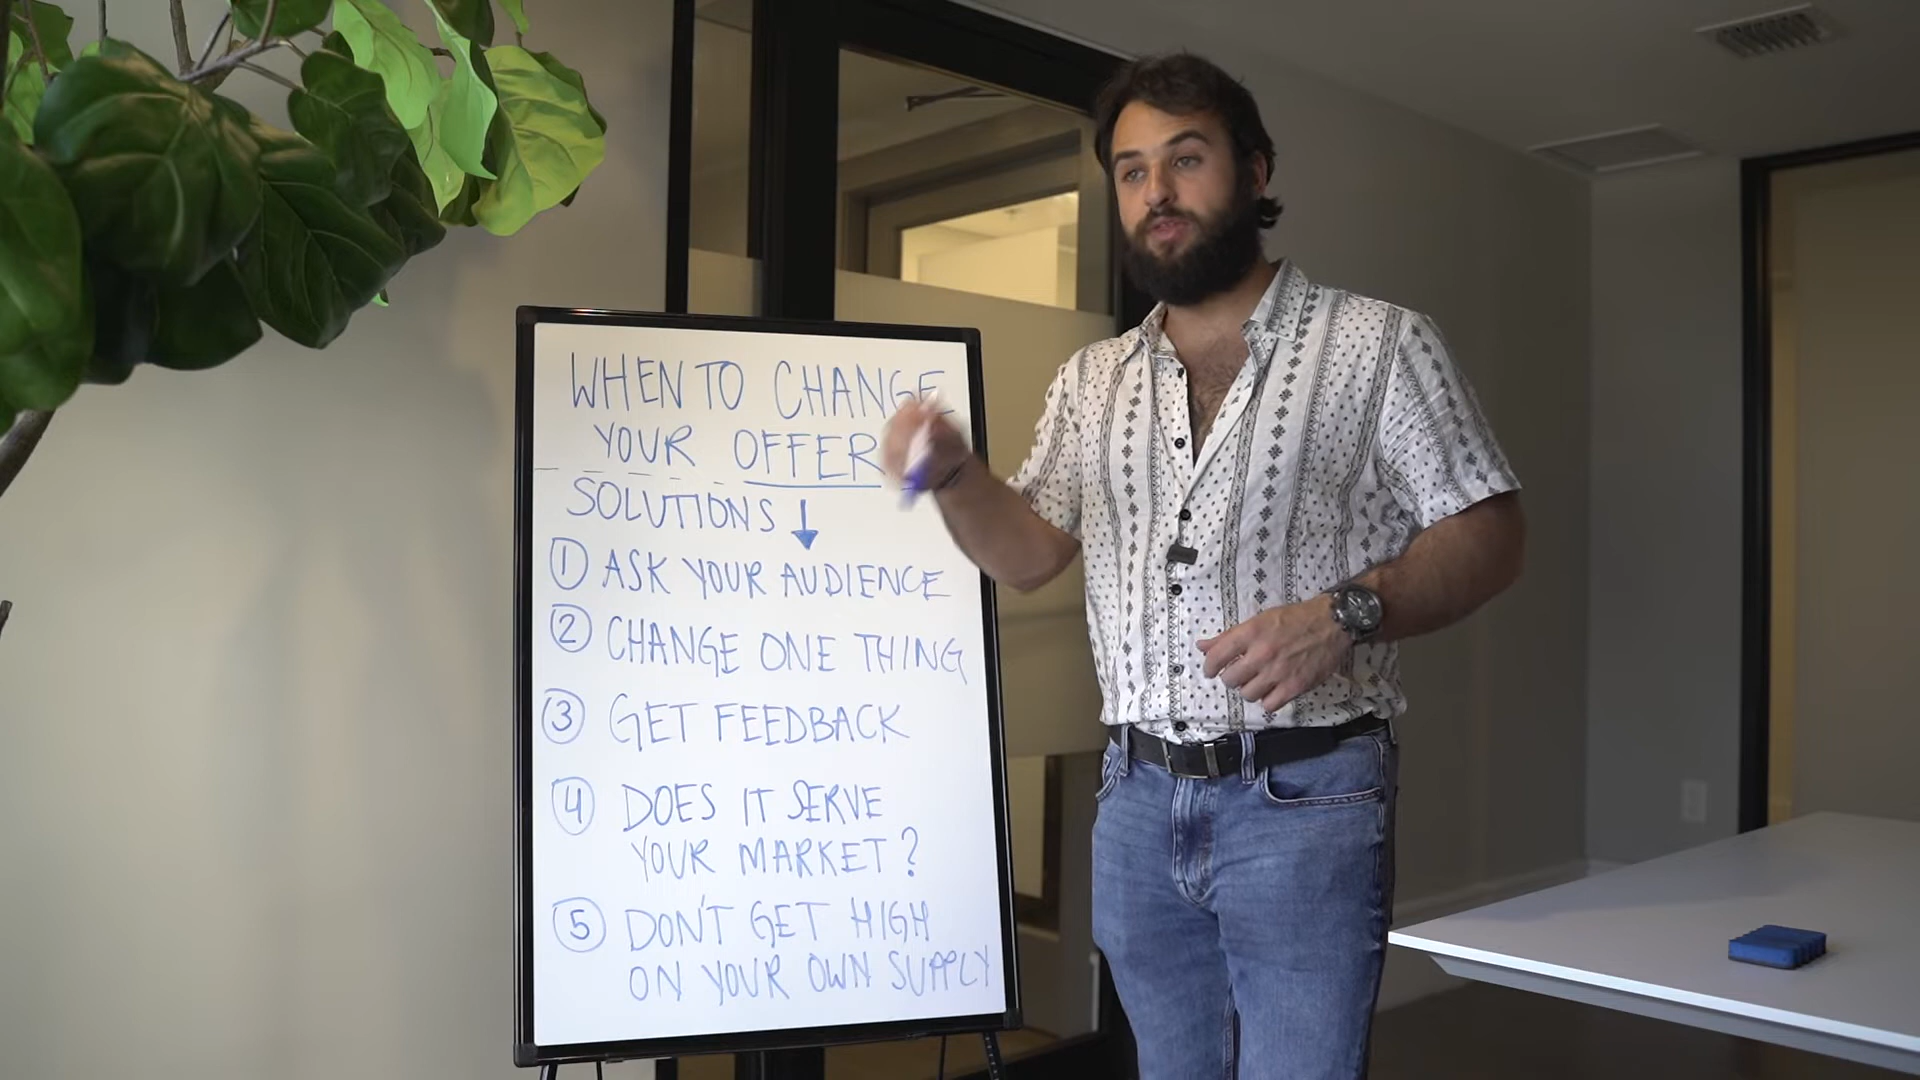 WHEN TO CHANGE
YOUR OFFER
SOLUTIONS ↓
① ASK YOUR AUDIENCE
② CHANGE ONE THING
③ GET FEEDBACK
④ DOES IT SERVE
YOUR MARKET?
⑤ DON'T GET HIGH
ON YOUR OWN SUPPLY